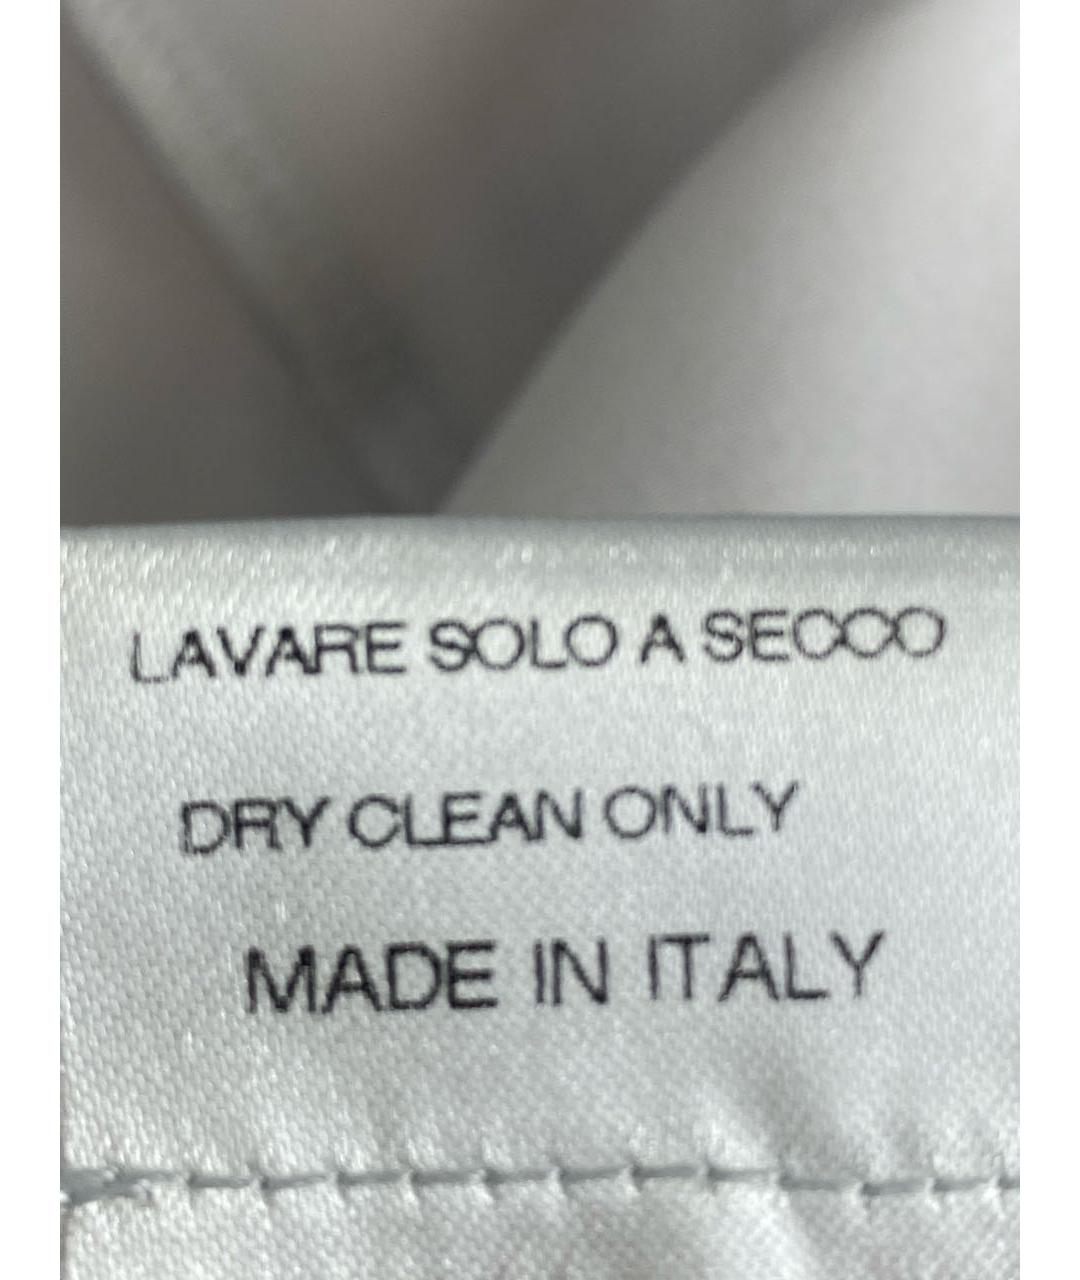 LAVARE SOLO A SECCO
DRY CLEAN ONLY
MADE IN ITALY